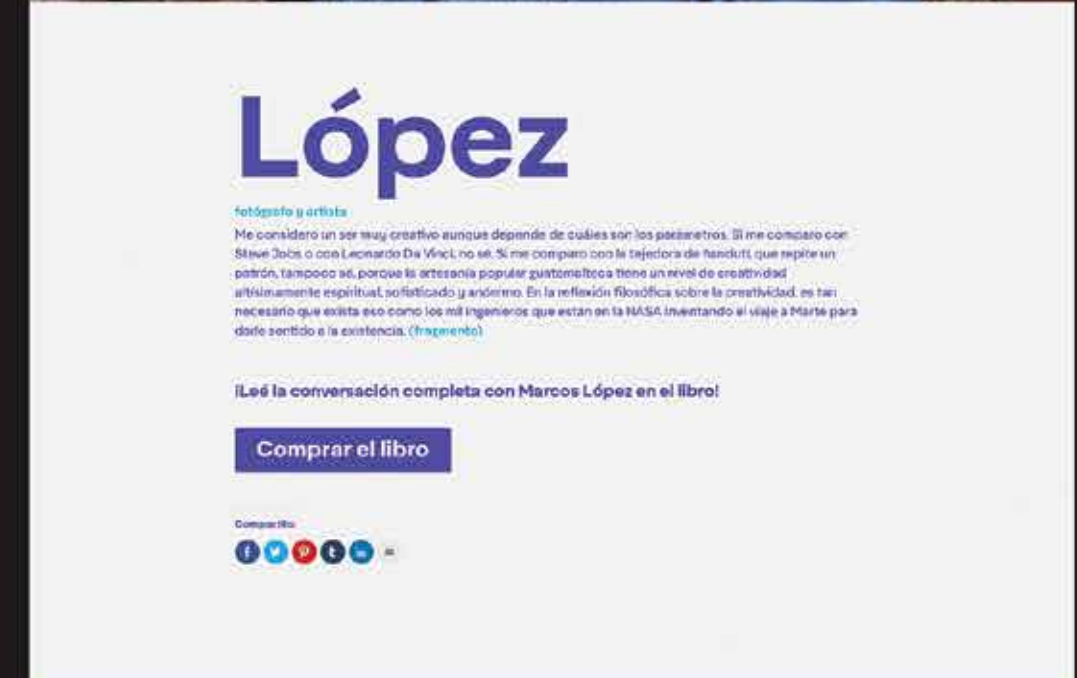 López
fotógrafo y artista
Me considero un ser muy creativo aunque depende de cuáles son los parámetros. Si me comparo con
Steve Jobs o con Leonardo Da Vinci, no sé. Si me comparo con la tejedora de ñandutí, que repite un
patrón, tampoco sé, porque la artesanía popular guatemalteca tiene un nivel de creatividad
altísimamente espiritual, sofisticado y anónimo. En la reflexión filosófica sobre la creatividad, es tan
necesario que exista eso como los mil ingenieros que están en la NASA inventando el viaje a Marte para
darle sentido a la existencia. (fragmento)
¡Leé la conversación completa con Marcos López en el libro!
Comprar el libro
Compartilo: